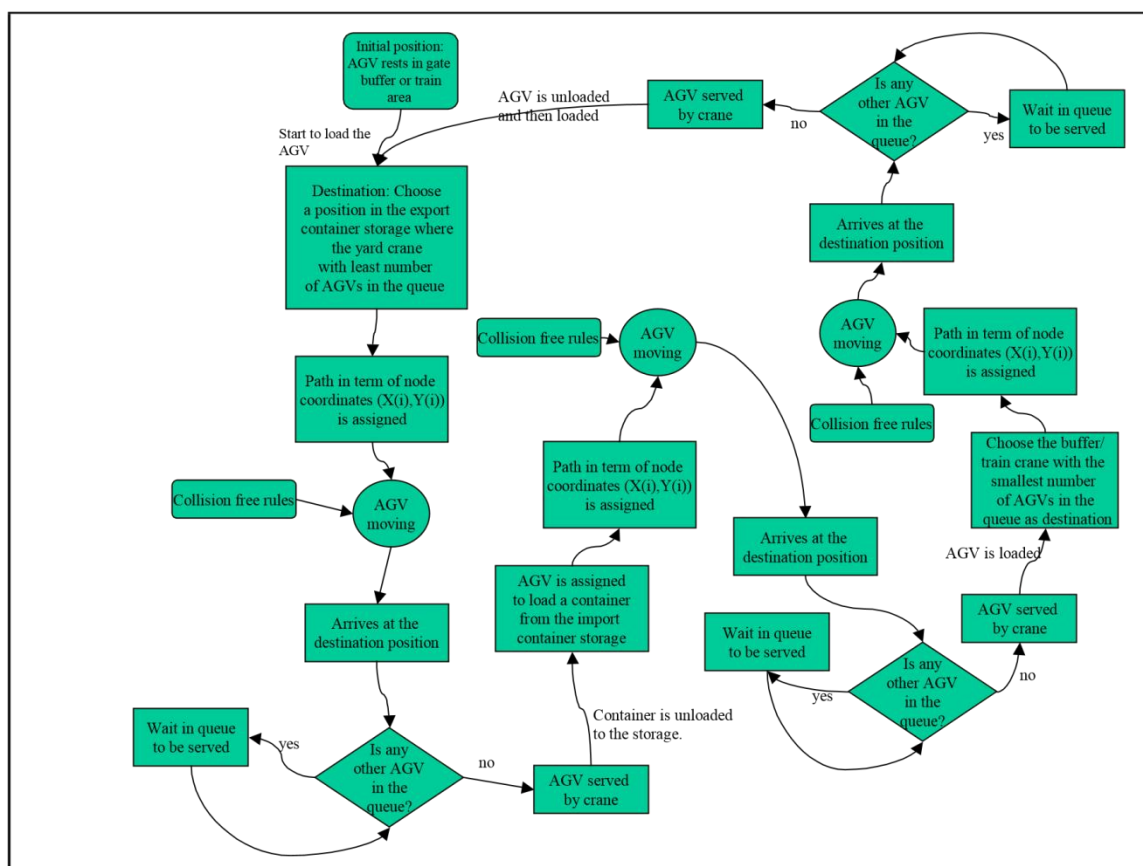 Initial position:
AGV rests in gate
buffer or train
area
Start to load the
AGV
Destination: Choose
a position in the export
container storage where
the yard crane
with least number
of AGVs in the queue
Path in term of node
coordinates (X(i),Y(i))
is assigned
Collision free rules
AGV
moving
Arrives at the
destination position
Is any
other AGV
in the
queue?
yes
Wait in queue
to be served
no
AGV served
by crane
Container is unloaded
to the storage.
AGV is assigned
to load a container
from the import
container storage
Path in term of node
coordinates (X(i),Y(i))
is assigned
Collision free rules
AGV
moving
Arrives at the
destination position
Is any
other AGV
in the
queue?
yes
Wait in queue
to be served
no
AGV served
by crane
AGV is loaded
Choose the buffer/
train crane with the
smallest number
of AGVs in the
queue as destination
Path in term of node
coordinates (X(i),Y(i))
is assigned
Collision free rules
AGV
moving
Arrives at the
destination position
Is any
other AGV
in the
queue?
yes
Wait in queue
to be served
no
AGV served
by crane
AGV is unloaded
and then loaded